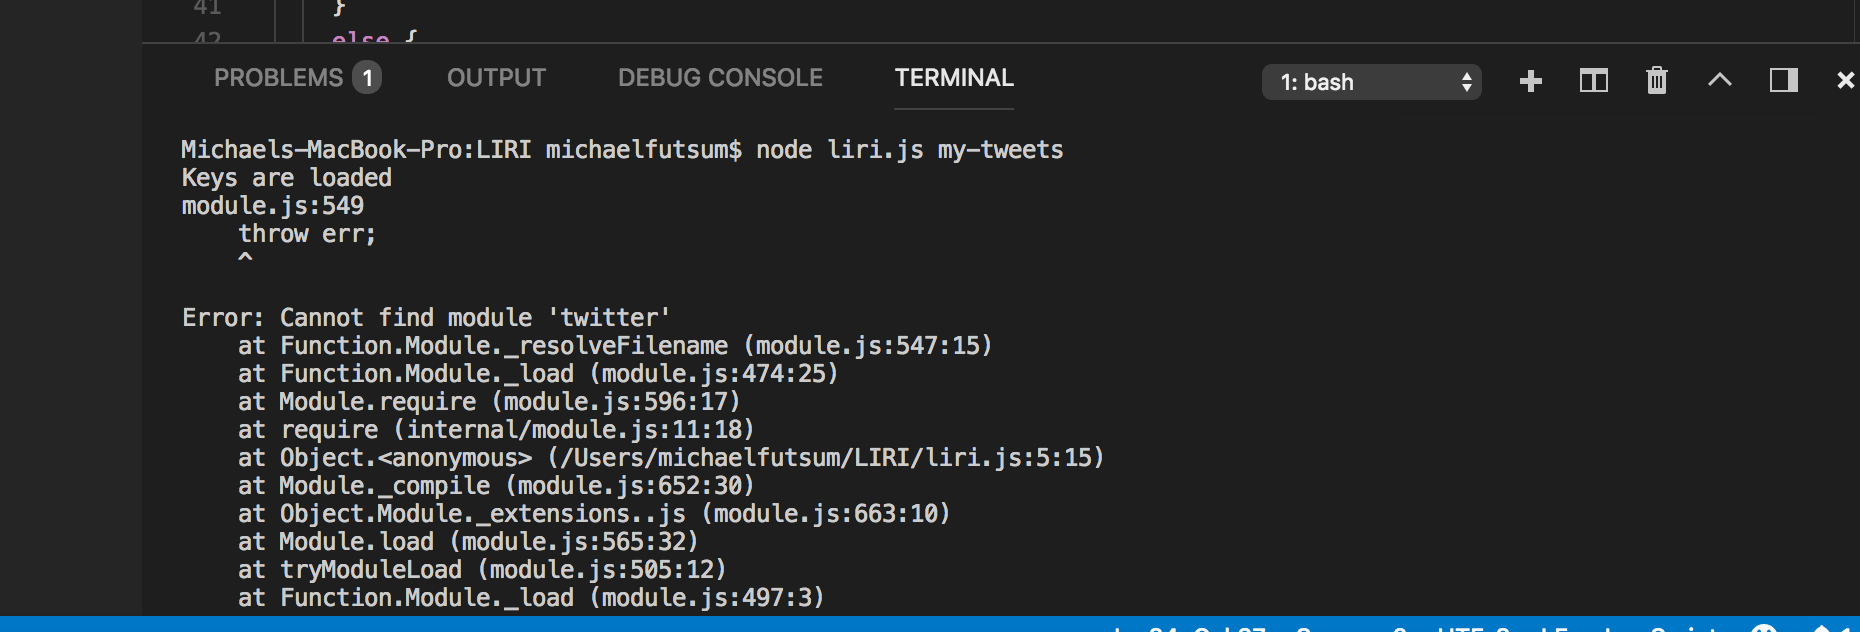 41 }
42 else {
PROBLEMS 1 OUTPUT DEBUG CONSOLE TERMINAL 1: bash
Michaels-MacBook-Pro:LIRI michaelfutsum$ node liri.js my-tweets
Keys are loaded
module.js:549
    throw err;
    ^
Error: Cannot find module 'twitter'
    at Function.Module._resolveFilename (module.js:547:15)
    at Function.Module._load (module.js:474:25)
    at Module.require (module.js:596:17)
    at require (internal/module.js:11:18)
    at Object.<anonymous> (/Users/michaelfutsum/LIRI/liri.js:5:15)
    at Module._compile (module.js:652:30)
    at Object.Module._extensions..js (module.js:663:10)
    at Module.load (module.js:565:32)
    at tryModuleLoad (module.js:505:12)
    at Function.Module._load (module.js:497:3)